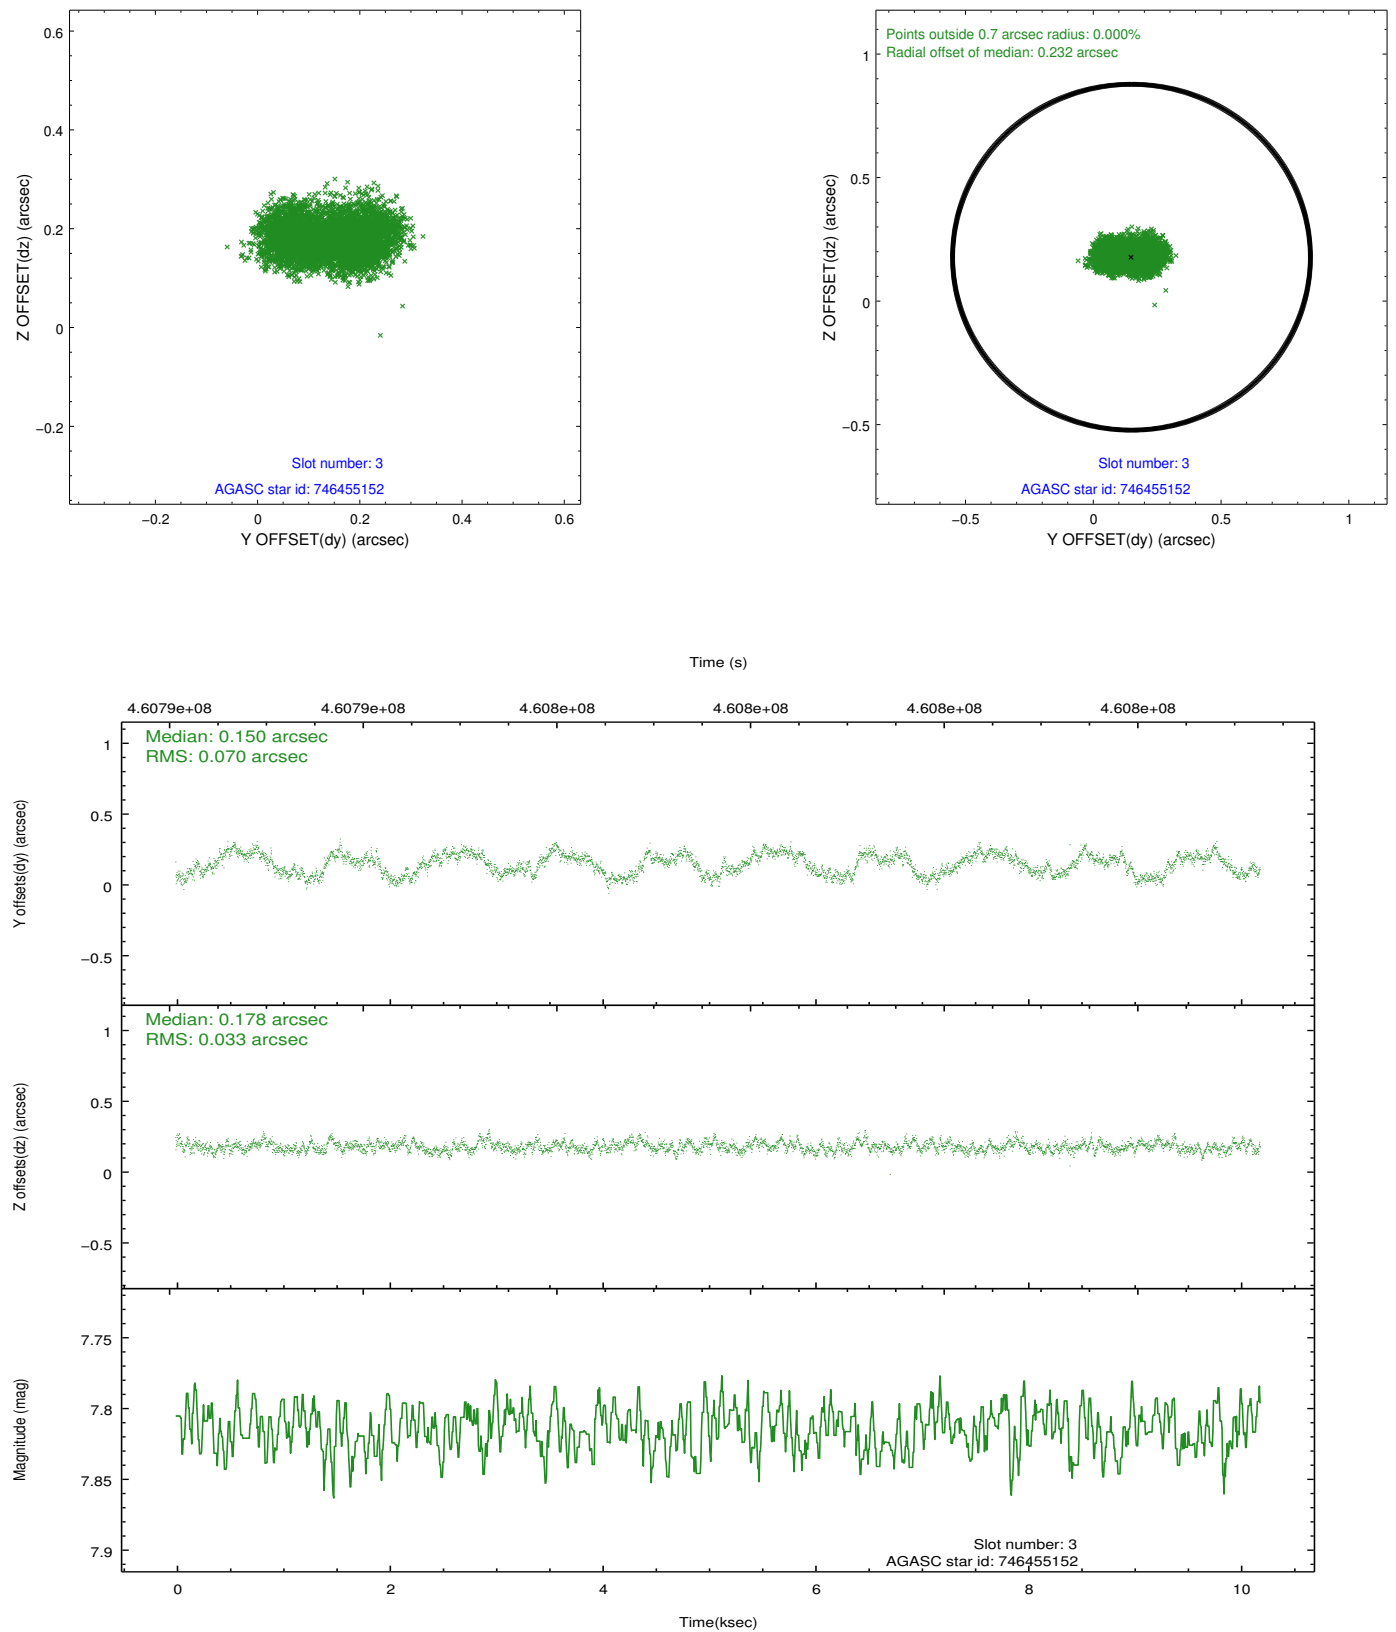 0.6
0.4
0.2
0
−0.2
Z OFFSET(dz) (arcsec)
Slot number: 3
AGASC star id: 746455152
−0.2 0 0.2 0.4 0.6
Y OFFSET(dy) (arcsec)
Points outside 0.7 arcsec radius: 0.000%
Radial offset of median: 0.232 arcsec
1
0.5
0
−0.5
Z OFFSET(dz) (arcsec)
Slot number: 3
AGASC star id: 746455152
−0.5 0 0.5 1
Y OFFSET(dy) (arcsec)
Time (s)
4.6079e+08 4.6079e+08 4.608e+08 4.608e+08 4.608e+08 4.608e+08
Median: 0.150 arcsec
RMS: 0.070 arcsec
1
0.5
0
−0.5
Y offsets(dy) (arcsec)
Median: 0.178 arcsec
RMS: 0.033 arcsec
1
0.5
0
−0.5
Z offsets(dz) (arcsec)
7.75
7.8
7.85
7.9
Magnitude (mag)
Slot number: 3
AGASC star id: 746455152
0 2 4 6 8 10
Time(ksec)